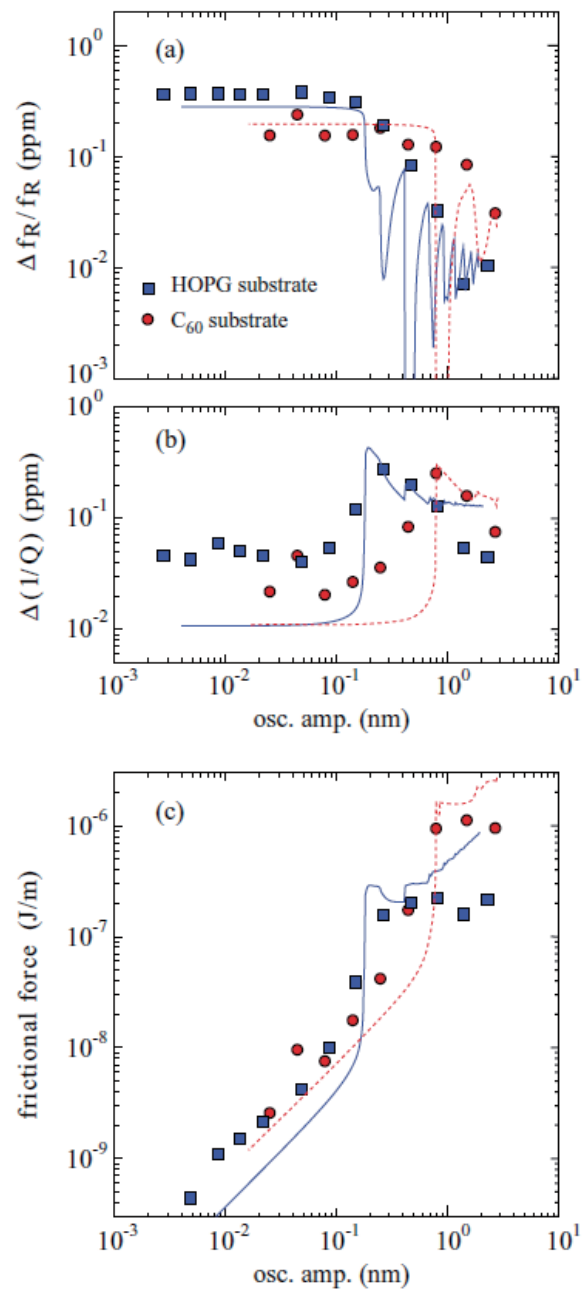 (a)
10^0
10^-1
10^-2
10^-3
Δ f_R / f_R (ppm)
HOPG substrate
C_60 substrate
(b)
10^0
10^-1
10^-2
Δ(1/Q) (ppm)
10^-3 10^-2 10^-1 10^0 10^1
osc. amp. (nm)
(c)
10^-6
10^-7
10^-8
10^-9
frictional force (J/m)
10^-3 10^-2 10^-1 10^0 10^1
osc. amp. (nm)